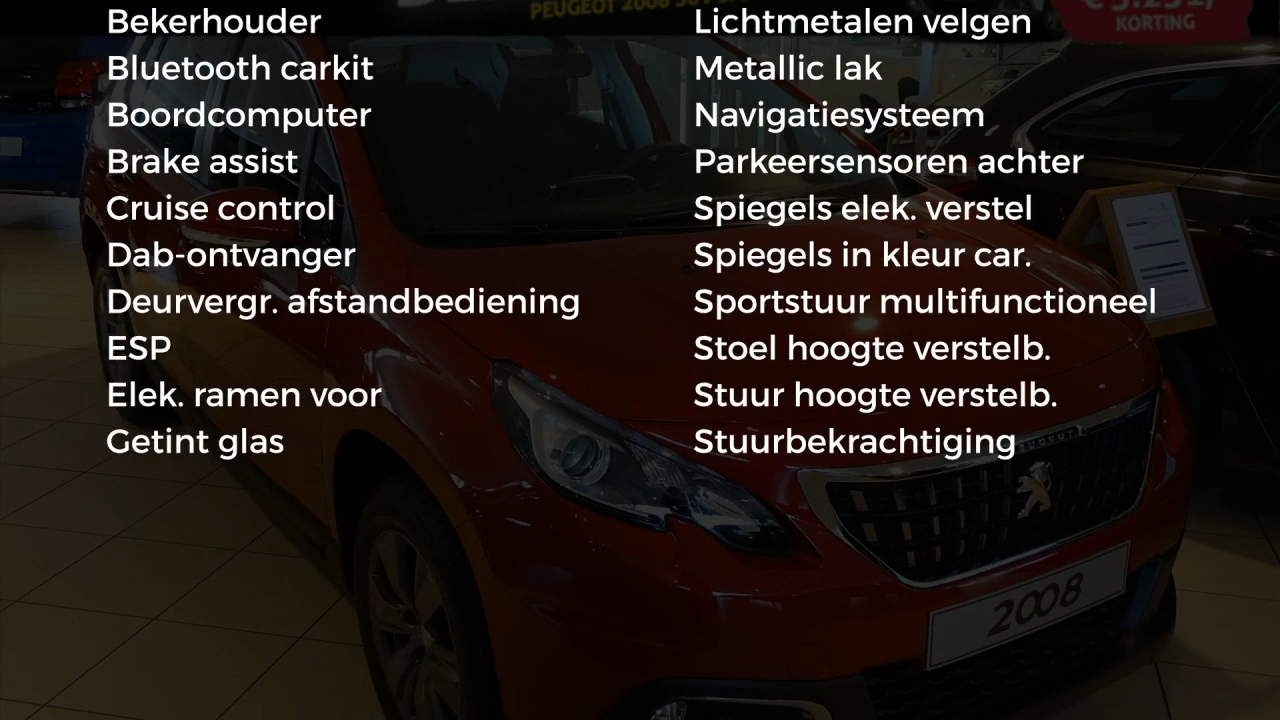 PEUGEOT 2008
KORTING
Bekerhouder
Bluetooth carkit
Boordcomputer
Brake assist
Cruise control
Dab-ontvanger
Deurvergr. afstandbediening
ESP
Elek. ramen voor
Getint glas
Lichtmetalen velgen
Metallic lak
Navigatiesysteem
Parkeersensoren achter
Spiegels elek. verstel
Spiegels in kleur car.
Sportstuur multifunctioneel
Stoel hoogte verstelb.
Stuur hoogte verstelb.
Stuurbekrachtiging
PEUGEOT
2008